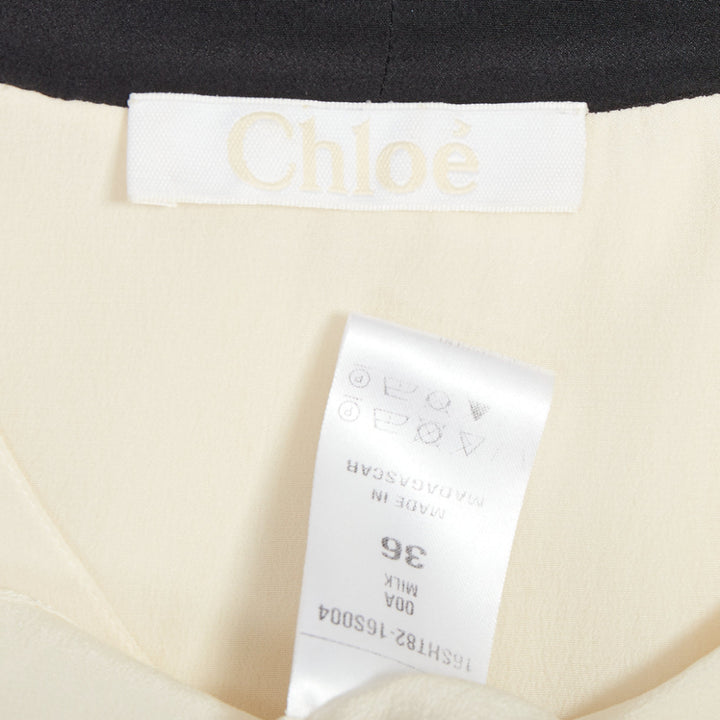 Chloé
16SHT82-16S004
00A
MILK
36
MADE IN
MADAGASCAR
P
P